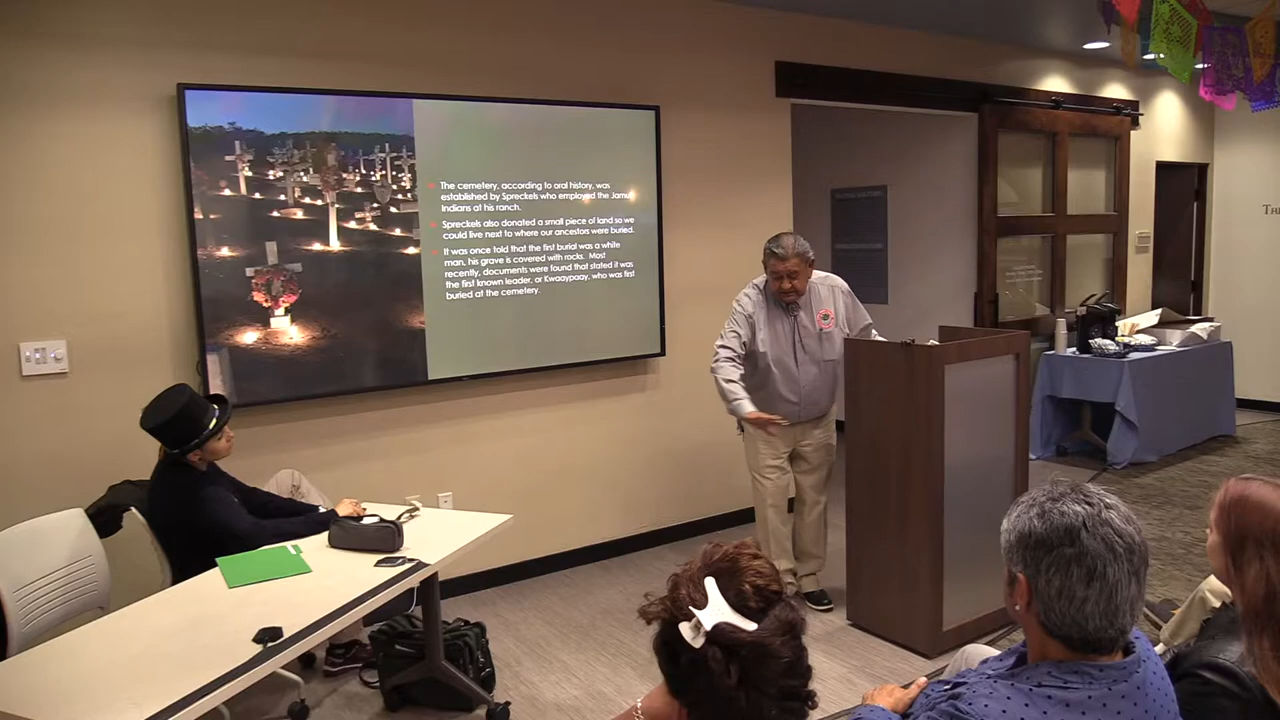 The cemetery, according to oral history, was
established by Spreckels who employed the Jamul
Indians at his ranch.
Spreckels also donated a small piece of land so we
could live next to where our ancestors were buried.
It was once told that the first burial was a white
man, his grave is covered with rocks. Most
recently, documents were found that stated it was
the first known leader, or Kwaaypaay, who was first
buried at the cemetery.